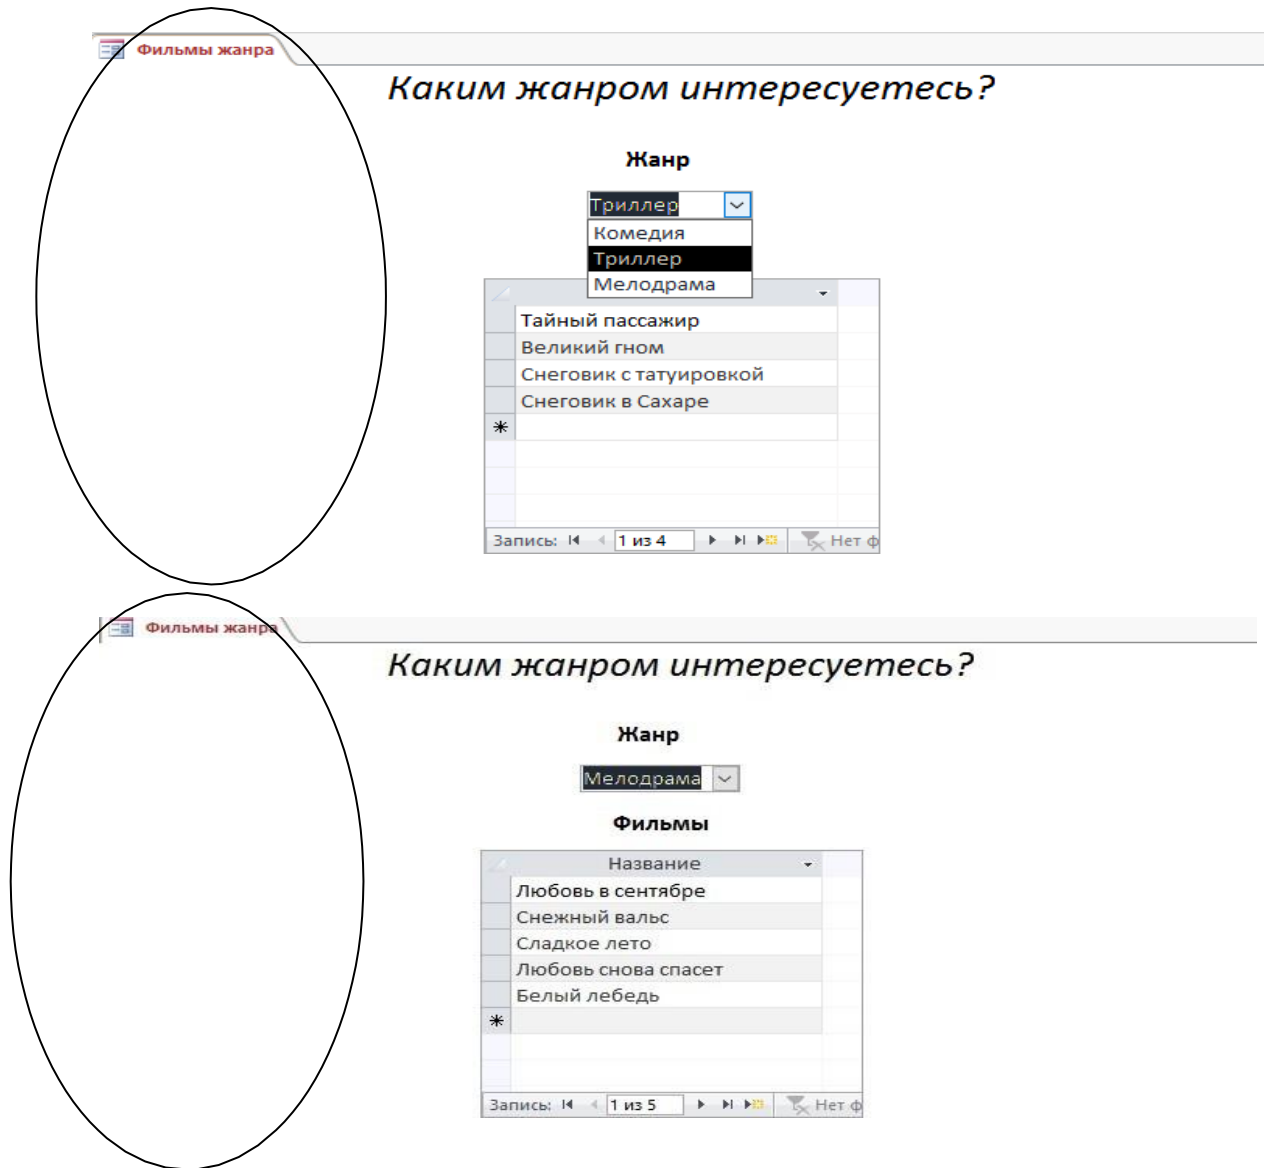 Фильмы жанра
Каким жанром интересуетесь?
Жанр
Триллер
Комедия
Триллер
Мелодрама
Тайный пассажир
Великий гном
Снеговик с татуировкой
Снеговик в Сахаре
Запись: 1 из 4 Нет ф
Фильмы жанра
Каким жанром интересуетесь?
Жанр
Мелодрама
Фильмы
Название
Любовь в сентябре
Снежный вальс
Сладкое лето
Любовь снова спасет
Белый лебедь
Запись: 1 из 5 Нет ф